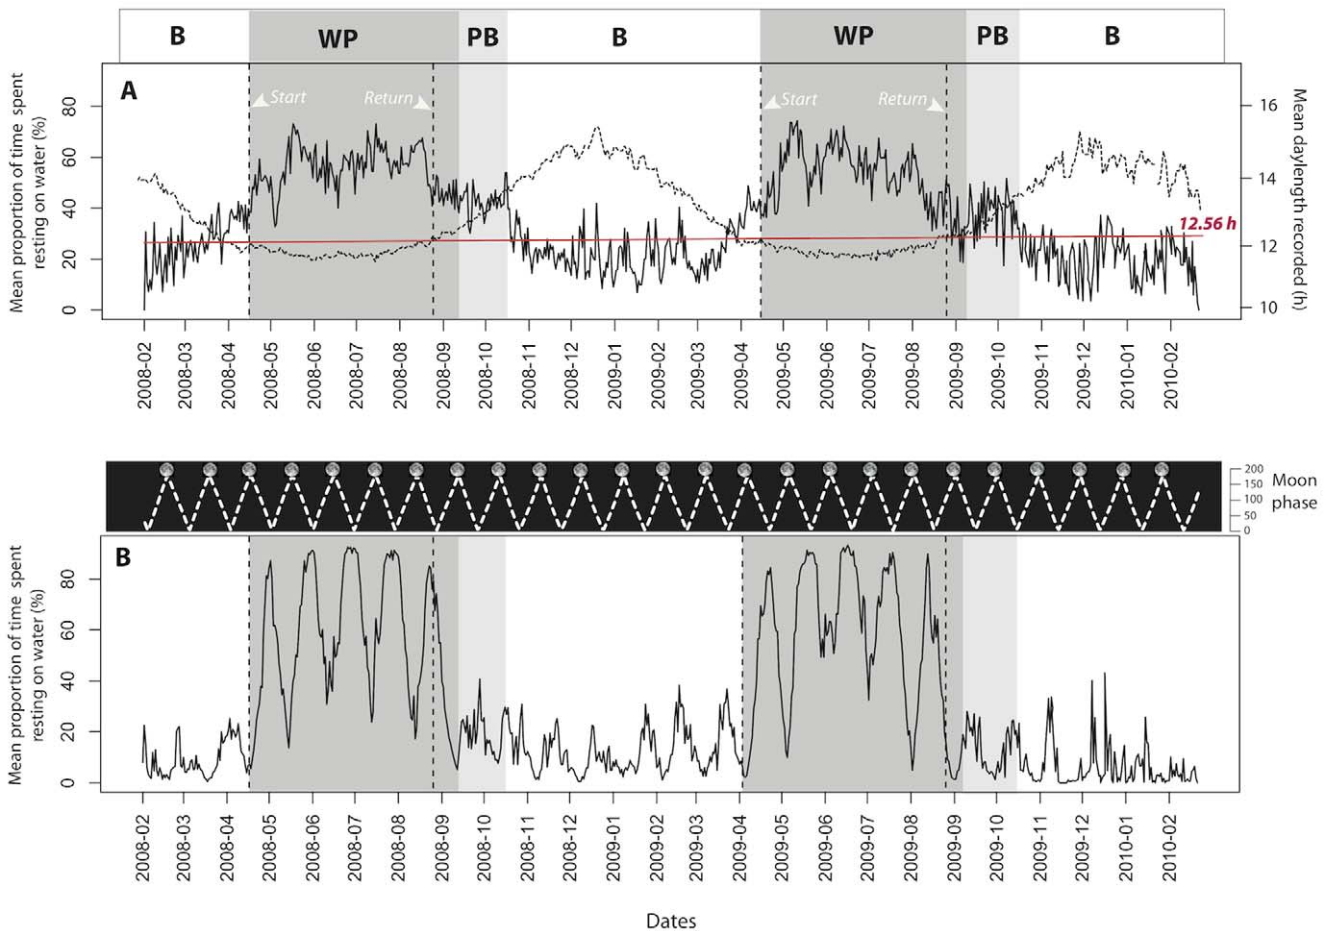 B WP PB B WP PB B
A
Start Return Start Return
Mean proportion of time spent
resting on water (%)
80
60
40
20
0
16
14
12
10
Mean daylength recorded (h)
12.56 h
2008-02 2008-03 2008-04 2008-05 2008-06 2008-07 2008-08 2008-09 2008-10 2008-11 2008-12 2009-01 2009-02 2009-03 2009-04 2009-05 2009-06 2009-07 2009-08 2009-09 2009-10 2009-11 2009-12 2010-01 2010-02
200
150
100
50
0
Moon
phase
B
Mean proportion of time spent
resting on water (%)
80
60
40
20
0
2008-02 2008-03 2008-04 2008-05 2008-06 2008-07 2008-08 2008-09 2008-10 2008-11 2008-12 2009-01 2009-02 2009-03 2009-04 2009-05 2009-06 2009-07 2009-08 2009-09 2009-10 2009-11 2009-12 2010-01 2010-02
Dates